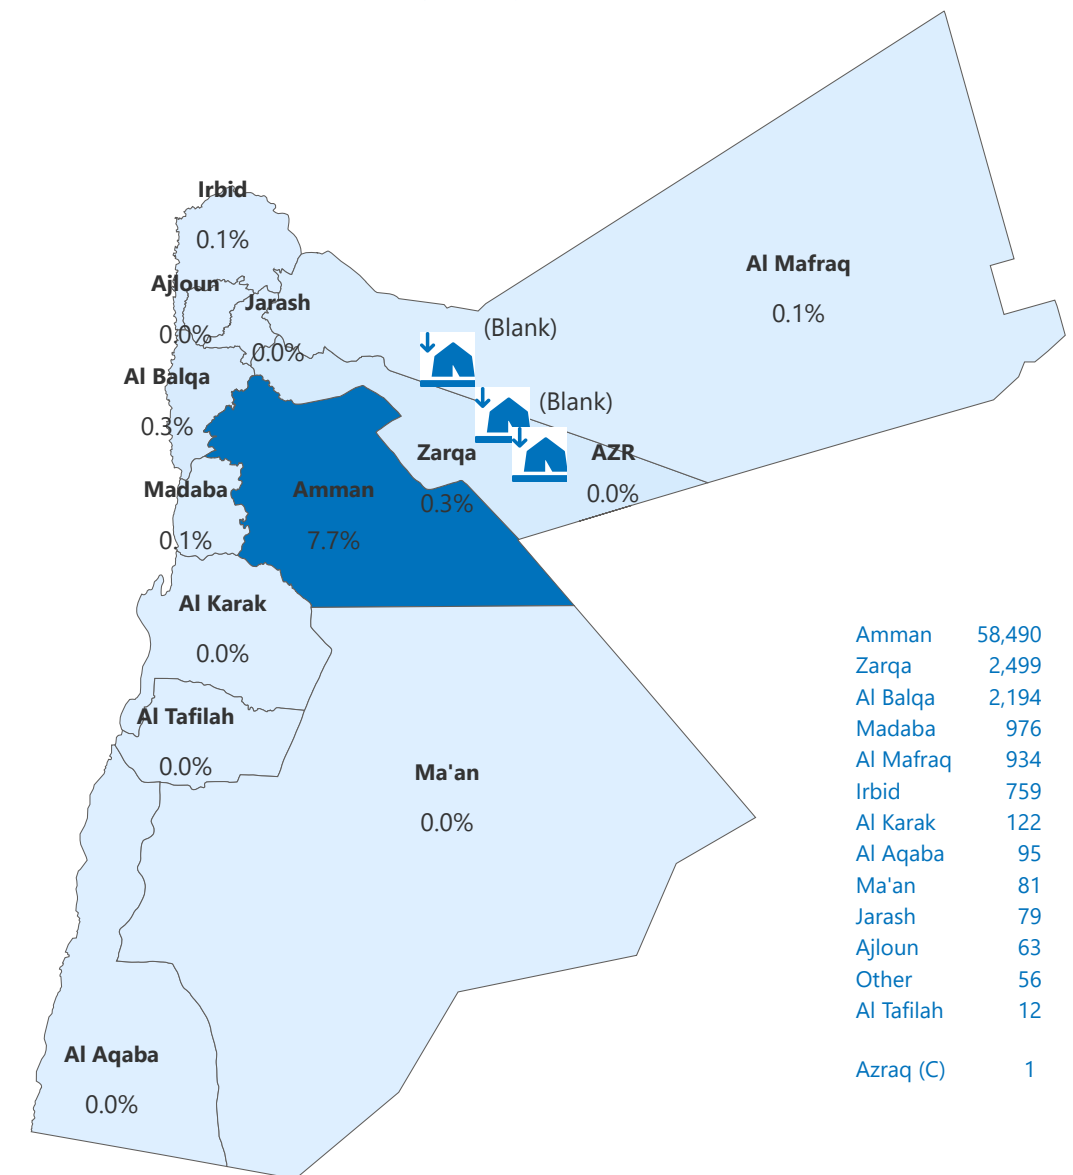 Irbid
0.1%
Al Mafraq
0.1%
Ajloun
0.0%
Jarash
0.0%
(Blank)
Al Balqa
0.3%
(Blank)
Zarqa
0.3%
AZR
0.0%
Madaba
0.1%
Amman
7.7%
Al Karak
0.0%
Al Tafilah
0.0%
Ma'an
0.0%
Al Aqaba
0.0%
Amman 58,490
Zarqa 2,499
Al Balqa 2,194
Madaba 976
Al Mafraq 934
Irbid 759
Al Karak 122
Al Aqaba 95
Ma'an 81
Jarash 79
Ajloun 63
Other 56
Al Tafilah 12
Azraq (C) 1